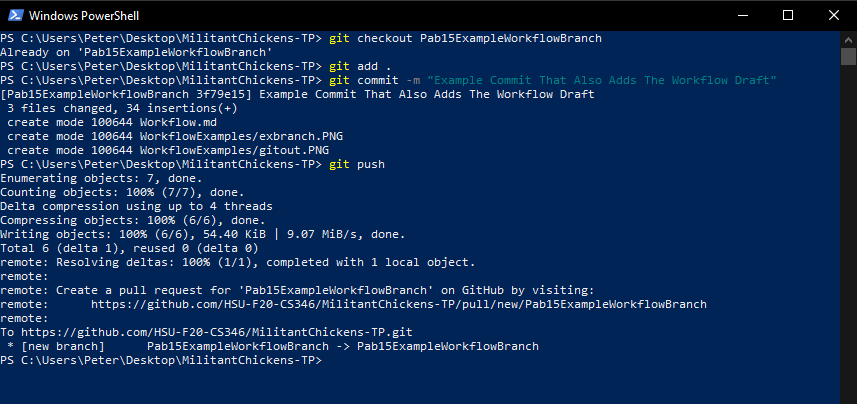 Windows PowerShell
PS C:\Users\Peter\Desktop\MilitantChickens-TP> git checkout Pab15ExampleWorkflowBranch
Already on 'Pab15ExampleWorkflowBranch'
PS C:\Users\Peter\Desktop\MilitantChickens-TP> git add .
PS C:\Users\Peter\Desktop\MilitantChickens-TP> git commit -m "Example Commit That Also Adds The Workflow Draft"
[Pab15ExampleWorkflowBranch 3f79e15] Example Commit That Also Adds The Workflow Draft
 3 files changed, 34 insertions(+)
 create mode 100644 Workflow.md
 create mode 100644 WorkflowExamples/exbranch.PNG
 create mode 100644 WorkflowExamples/gitout.PNG
PS C:\Users\Peter\Desktop\MilitantChickens-TP> git push
Enumerating objects: 7, done.
Counting objects: 100% (7/7), done.
Delta compression using up to 4 threads
Compressing objects: 100% (6/6), done.
Writing objects: 100% (6/6), 54.40 KiB | 9.07 MiB/s, done.
Total 6 (delta 1), reused 0 (delta 0)
remote: Resolving deltas: 100% (1/1), completed with 1 local object.
remote:
remote: Create a pull request for 'Pab15ExampleWorkflowBranch' on GitHub by visiting:
remote:      https://github.com/HSU-F20-CS346/MilitantChickens-TP/pull/new/Pab15ExampleWorkflowBranch
remote:
To https://github.com/HSU-F20-CS346/MilitantChickens-TP.git
 * [new branch]      Pab15ExampleWorkflowBranch -> Pab15ExampleWorkflowBranch
PS C:\Users\Peter\Desktop\MilitantChickens-TP>